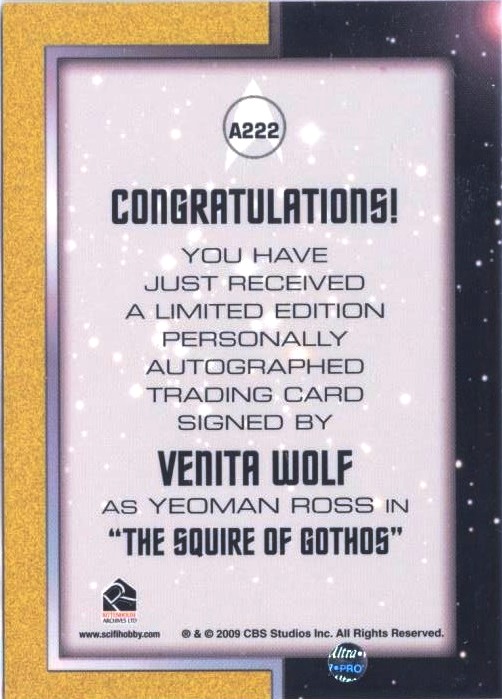 A222
CONGRATULATIONS!
YOU HAVE
JUST RECEIVED
A LIMITED EDITION
PERSONALLY
AUTOGRAPHED
TRADING CARD
SIGNED BY
VENITA WOLF
AS YEOMAN ROSS IN
"THE SQUIRE OF GOTHOS"
RITTENHOUSE
ARCHIVES LTD
www.scifihobby.com ® & © 2009 CBS Studios Inc. All Rights Reserved.
Ultra
PRO